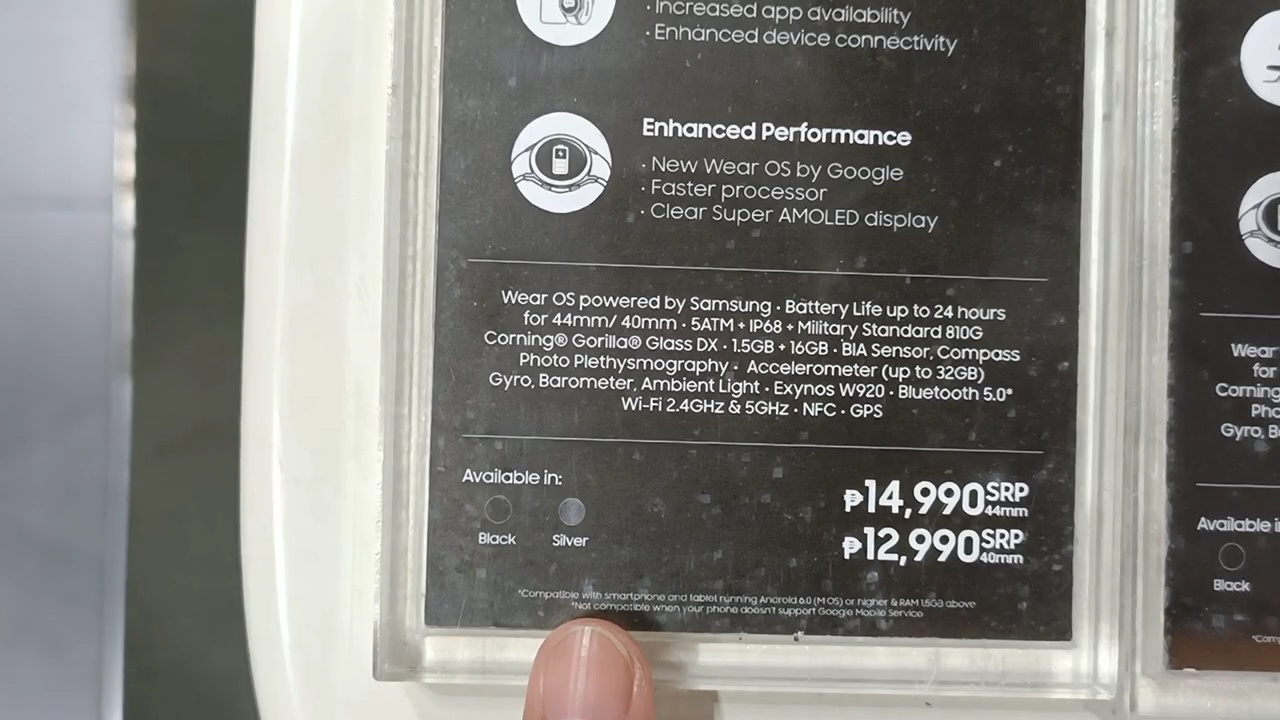 · Increased app availability
· Enhanced device connectivity
Enhanced Performance
· New Wear OS by Google
· Faster processor
· Clear Super AMOLED display
Wear OS powered by Samsung · Battery Life up to 24 hours
for 44mm/ 40mm · 5ATM + IP68 + Military Standard 810G
Corning® Gorilla® Glass DX · 1.5GB + 16GB · BIA Sensor, Compass
Photo Plethysmography · Accelerometer (up to 32GB)
Gyro, Barometer, Ambient Light · Exynos W920 · Bluetooth 5.0*
Wi-Fi 2.4GHz & 5GHz · NFC · GPS
Available in:
Black
Silver
₱14,990 SRP 44mm
₱12,990 SRP 40mm
*Compatible with smartphone and tablet running Android 6.0 (M OS) or higher & RAM 1.5GB above
*Not compatible when your phone doesn't support Google Mobile Service
Wear
for
Corning
Pho
Gyro, B
Available i
Black
*Com